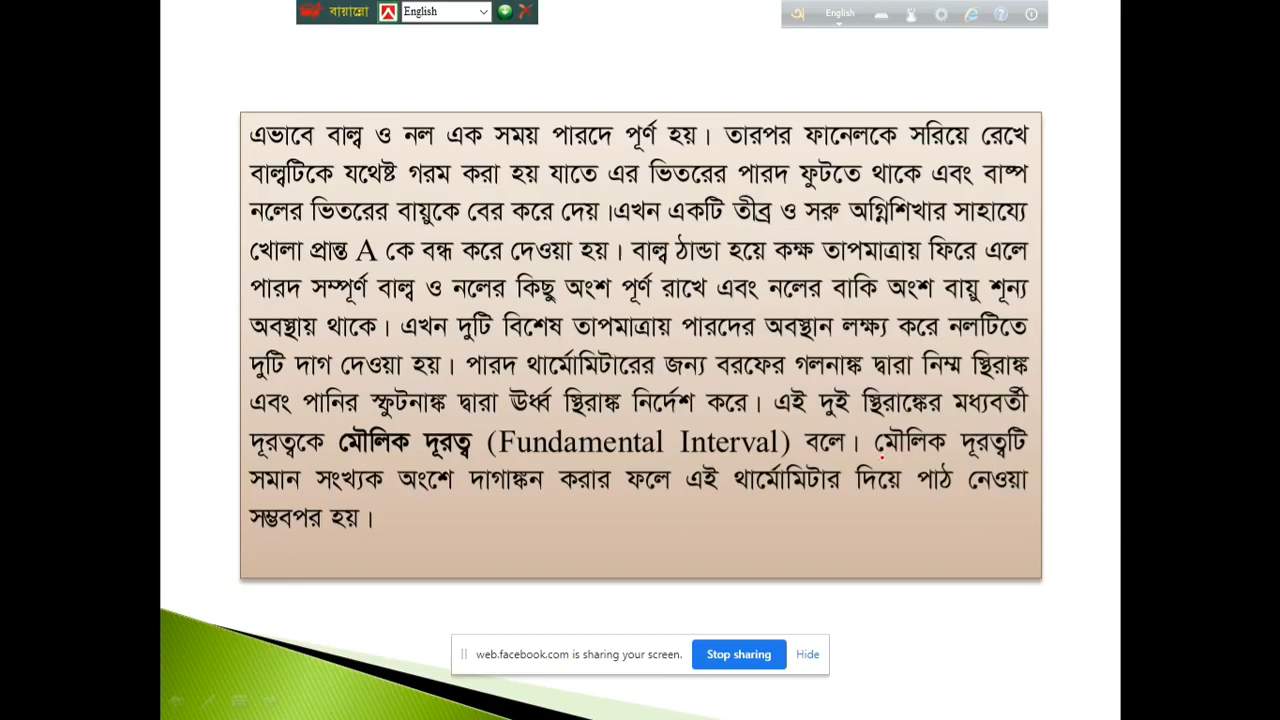 বায়ান্নো English
অ English
এভাবে বাল্ব ও নল এক সময় পারদে পূর্ণ হয়। তারপর ফানেলকে সরিয়ে রেখে
বাল্বটিকে যথেষ্ট গরম করা হয় যাতে এর ভিতরের পারদ ফুটতে থাকে এবং বাষ্প
নলের ভিতরের বায়ুকে বের করে দেয়।এখন একটি তীব্র ও সরু অগ্নিশিখার সাহায্যে
খোলা প্রান্ত A কে বন্ধ করে দেওয়া হয়। বাল্ব ঠান্ডা হয়ে কক্ষ তাপমাত্রায় ফিরে এলে
পারদ সম্পূর্ণ বাল্ব ও নলের কিছু অংশ পূর্ণ রাখে এবং নলের বাকি অংশ বায়ু শূন্য
অবস্থায় থাকে। এখন দুটি বিশেষ তাপমাত্রায় পারদের অবস্থান লক্ষ্য করে নলটিতে
দুটি দাগ দেওয়া হয়। পারদ থার্মোমিটারের জন্য বরফের গলনাঙ্ক দ্বারা নিম্ম স্থিরাঙ্ক
এবং পানির স্ফুটনাঙ্ক দ্বারা ঊর্ধ্ব স্থিরাঙ্ক নির্দেশ করে। এই দুই স্থিরাঙ্কের মধ্যবর্তী
দূরত্বকে মৌলিক দূরত্ব (Fundamental Interval) বলে। মৌলিক দূরত্বটি
সমান সংখ্যক অংশে দাগাঙ্কন করার ফলে এই থার্মোমিটার দিয়ে পাঠ নেওয়া
সম্ভবপর হয়।
web.facebook.com is sharing your screen. Stop sharing Hide